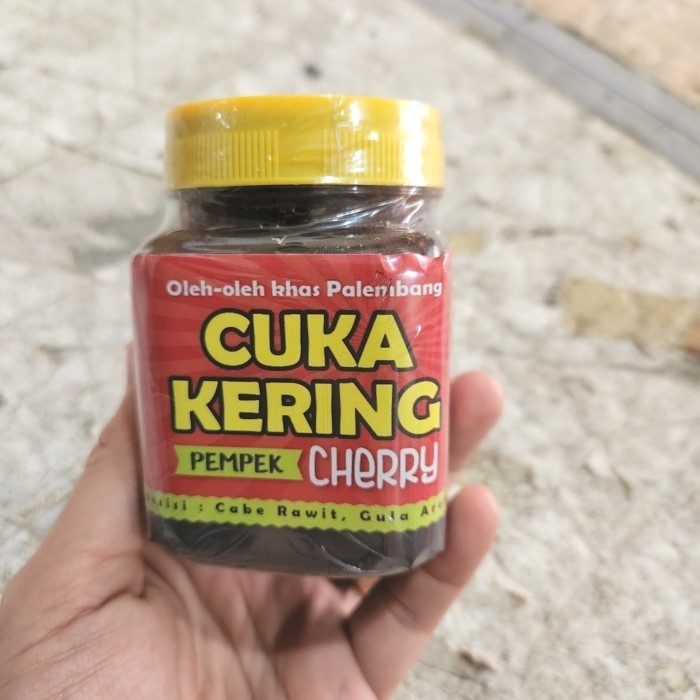 Oleh-oleh khas Palembang
CUKA
KERING
PEMPEK CHERRY
: Cabe Rawit, Gula